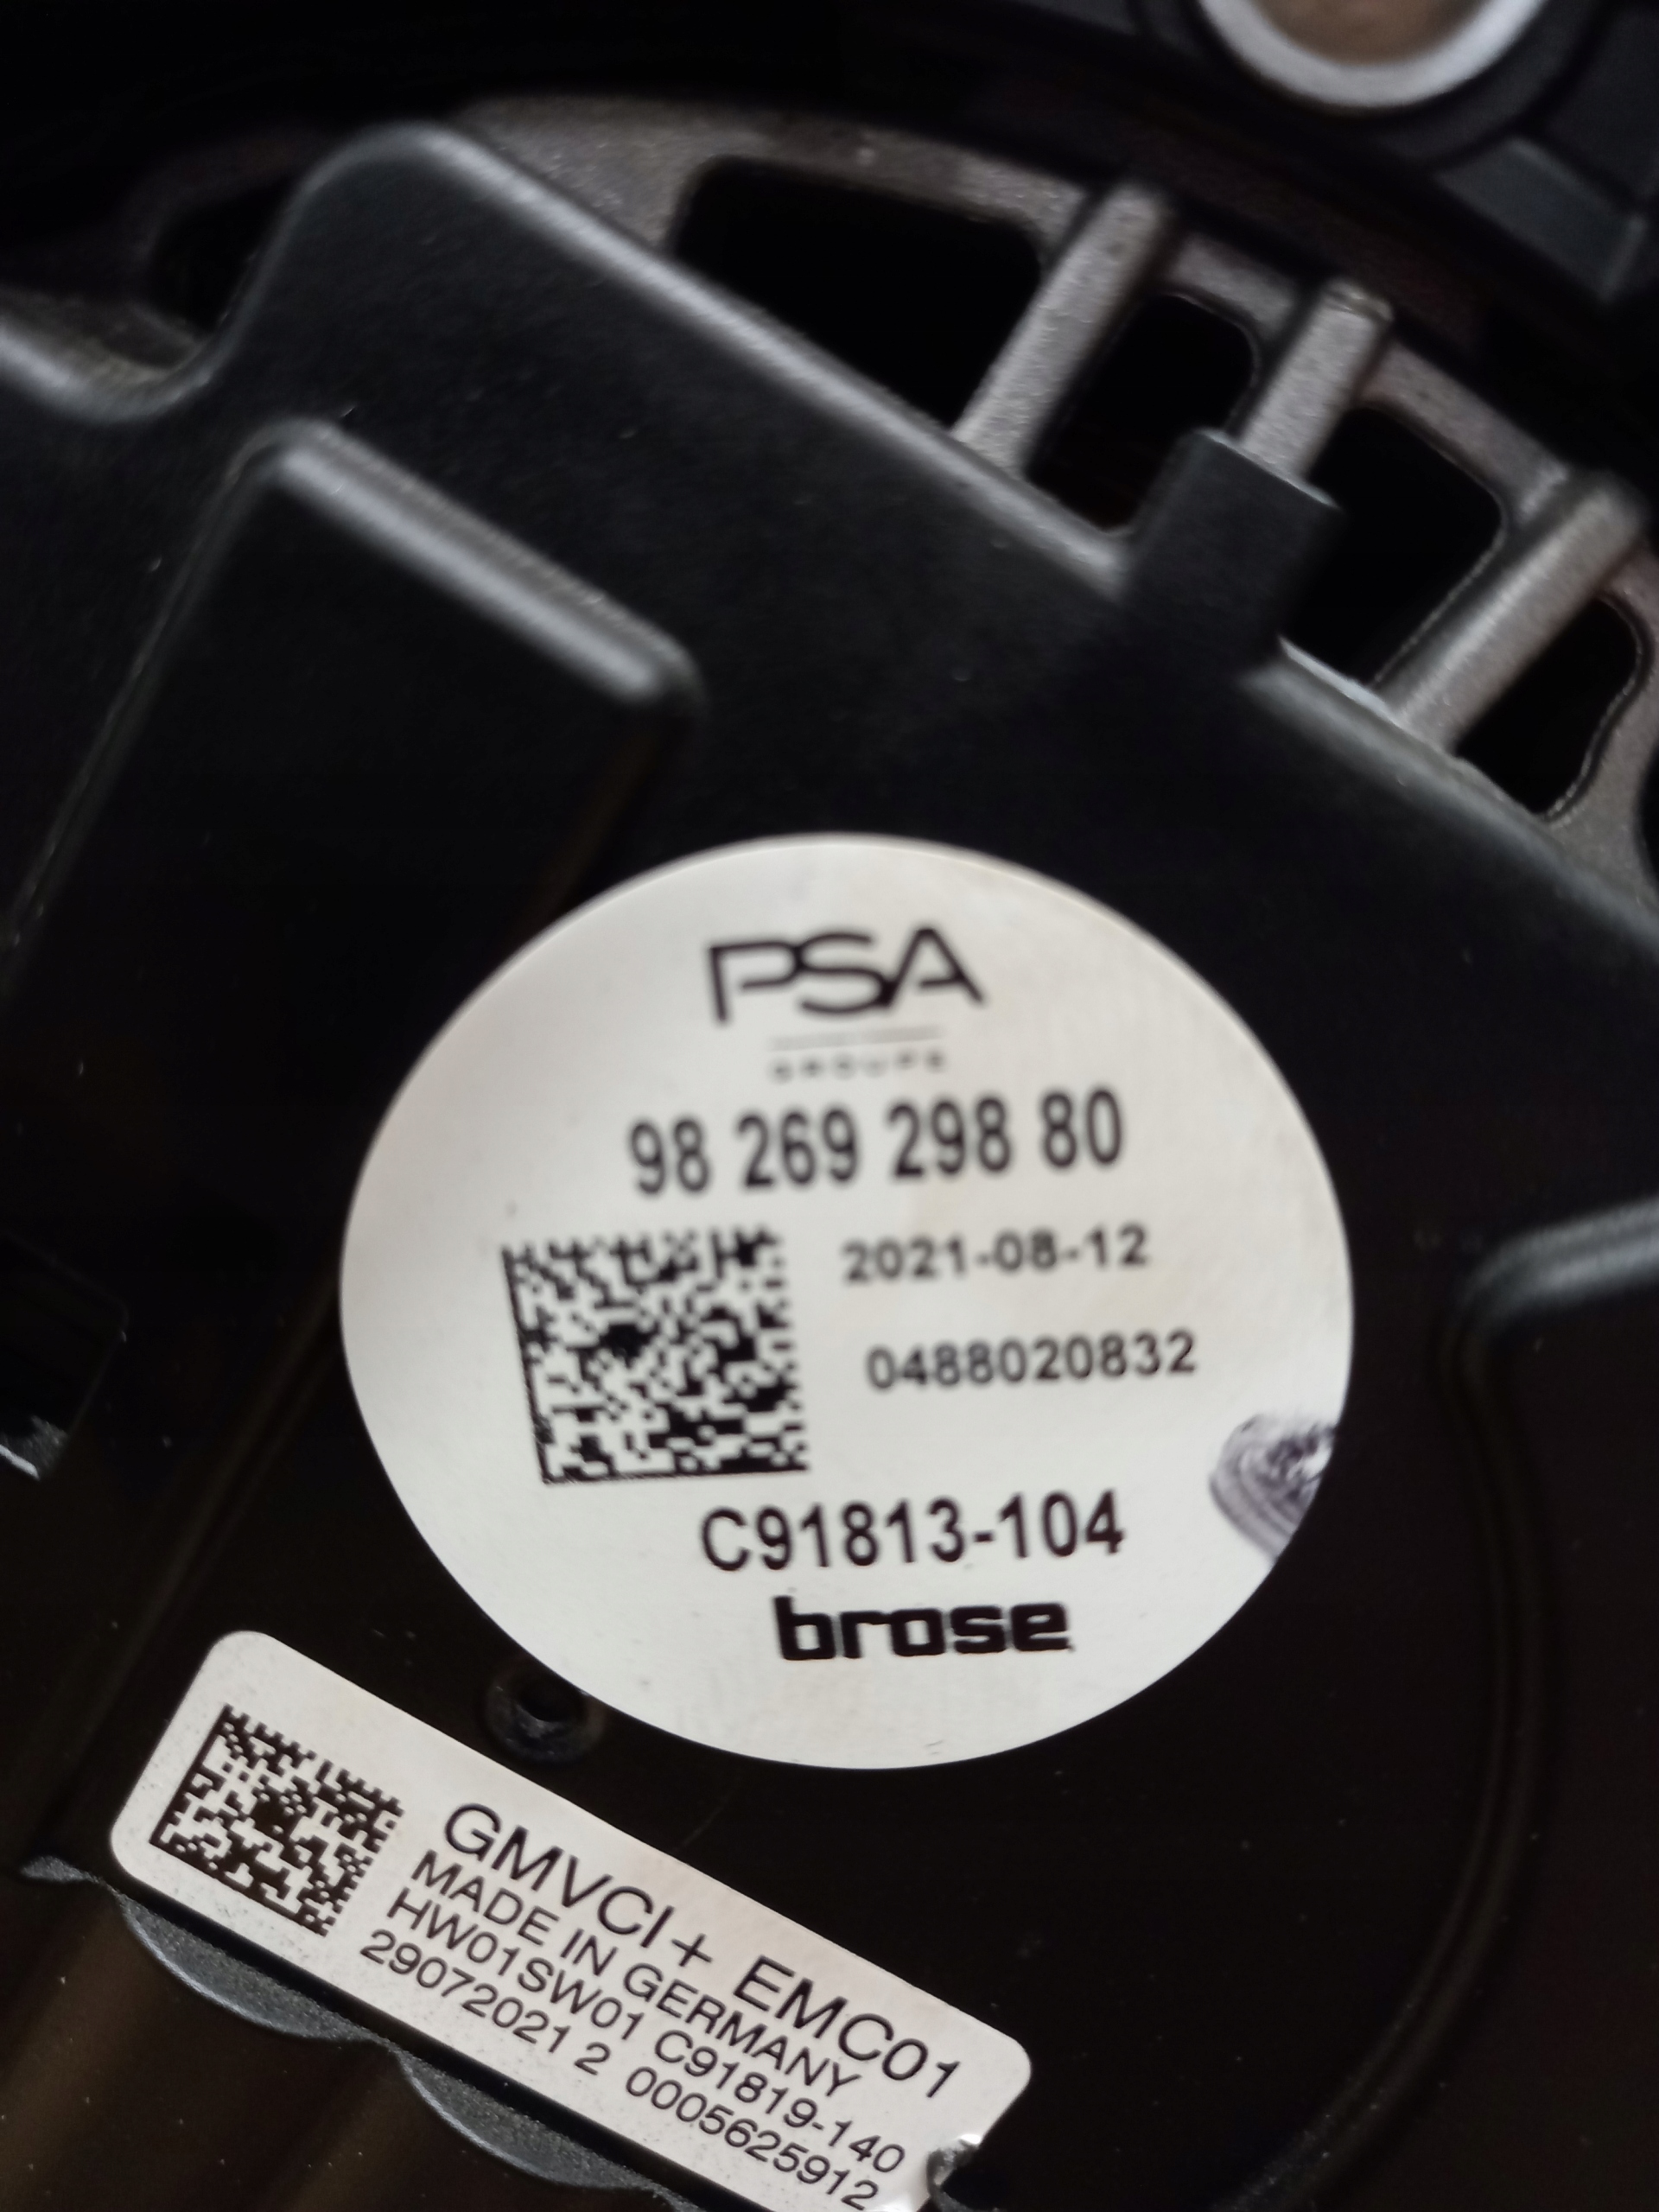 PSA
GROUPE
98 269 298 80
2021-08-12
0488020832
C91813-104
brose
GMVCI+ EMC01
MADE IN GERMANY
HW01SW01 C91819-140
29072021 2 0005625912